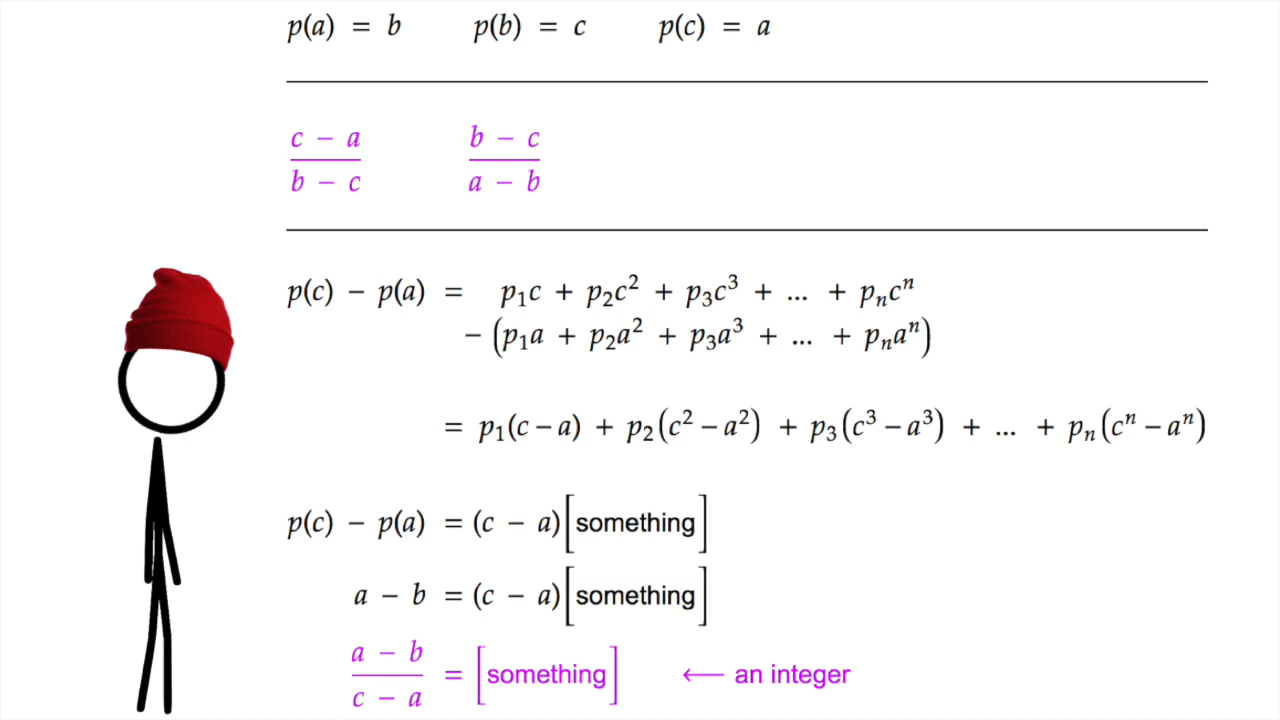 p(a) = b p(b) = c p(c) = a
c − a / b − c b − c / a − b
p(c) − p(a) = p₁c + p₂c² + p₃c³ + ... + pₙcⁿ
− (p₁a + p₂a² + p₃a³ + ... + pₙaⁿ)
= p₁(c − a) + p₂(c² − a²) + p₃(c³ − a³) + ... + pₙ(cⁿ − aⁿ)
p(c) − p(a) = (c − a)[something]
a − b = (c − a)[something]
a − b / c − a = [something] ← an integer